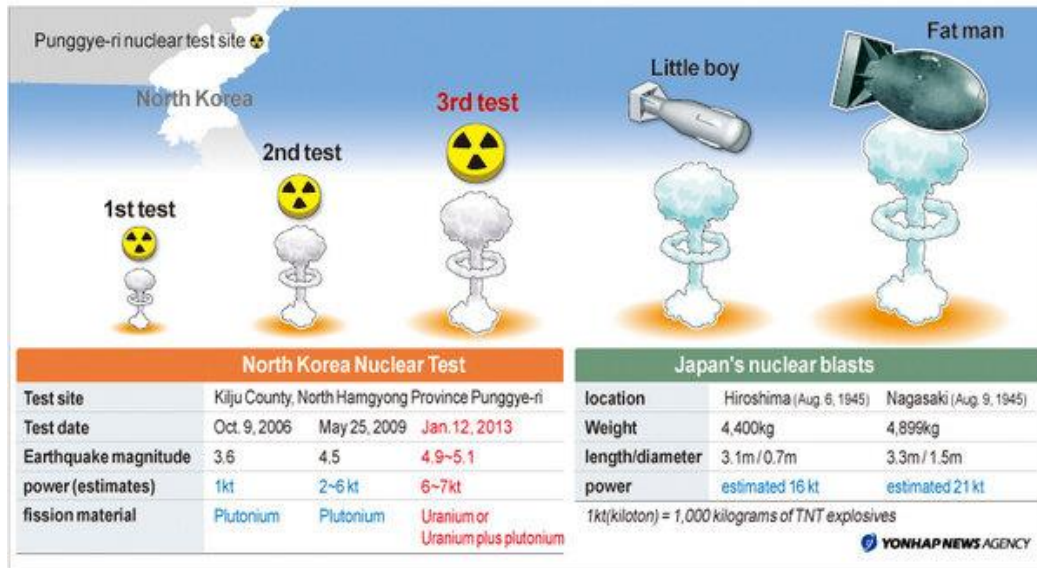 Punggye-ri nuclear test site
North Korea
1st test
2nd test
3rd test
Little boy
Fat man
North Korea Nuclear Test
Test site Kilju County, North Hamgyong Province Punggye-ri
Test date Oct. 9, 2006 May 25, 2009 Jan. 12, 2013
Earthquake magnitude 3.6 4.5 4.9~5.1
power (estimates) 1kt 2~6 kt 6~7kt
fission material Plutonium Plutonium Uranium or
Uranium plus plutonium
Japan's nuclear blasts
location Hiroshima (Aug. 6, 1945) Nagasaki (Aug. 9, 1945)
Weight 4,400kg 4,899kg
length/diameter 3.1m / 0.7m 3.3m / 1.5m
power estimated 16 kt estimated 21 kt
1kt(kiloton) = 1,000 kilograms of TNT explosives
YONHAP NEWS AGENCY